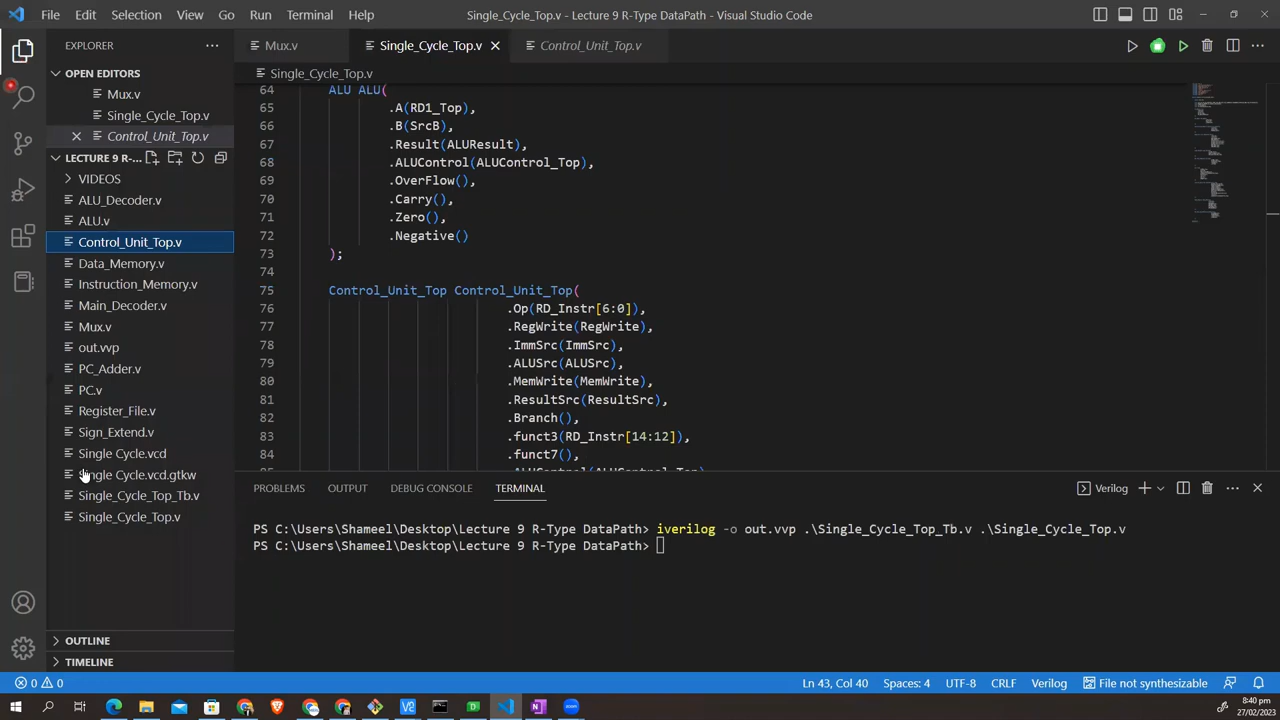 File Edit Selection View Go Run Terminal Help
Single_Cycle_Top.v - Lecture 9 R-Type DataPath - Visual Studio Code
EXPLORER
OPEN EDITORS
Mux.v
Single_Cycle_Top.v
Control_Unit_Top.v
LECTURE 9 R-...
VIDEOS
ALU_Decoder.v
ALU.v
Control_Unit_Top.v
Data_Memory.v
Instruction_Memory.v
Main_Decoder.v
Mux.v
out.vvp
PC_Adder.v
PC.v
Register_File.v
Sign_Extend.v
Single Cycle.vcd
Single Cycle.vcd.gtkw
Single_Cycle_Top_Tb.v
Single_Cycle_Top.v
OUTLINE
TIMELINE
Mux.v Single_Cycle_Top.v Control_Unit_Top.v
Single_Cycle_Top.v
64 ALU ALU(
65 .A(RD1_Top),
66 .B(SrcB),
67 .Result(ALUResult),
68 .ALUControl(ALUControl_Top),
69 .OverFlow(),
70 .Carry(),
71 .Zero(),
72 .Negative()
73 );
74
75 Control_Unit_Top Control_Unit_Top(
76 .Op(RD_Instr[6:0]),
77 .RegWrite(RegWrite),
78 .ImmSrc(ImmSrc),
79 .ALUSrc(ALUSrc),
80 .MemWrite(MemWrite),
81 .ResultSrc(ResultSrc),
82 .Branch(),
83 .funct3(RD_Instr[14:12]),
84 .funct7(),
PROBLEMS OUTPUT DEBUG CONSOLE TERMINAL
Verilog
PS C:\Users\Shameel\Desktop\Lecture 9 R-Type DataPath> iverilog -o out.vvp .\Single_Cycle_Top_Tb.v .\Single_Cycle_Top.v
PS C:\Users\Shameel\Desktop\Lecture 9 R-Type DataPath>
0 0 Ln 43, Col 40 Spaces: 4 UTF-8 CRLF Verilog File not synthesizable
8:40 pm
27/02/2023